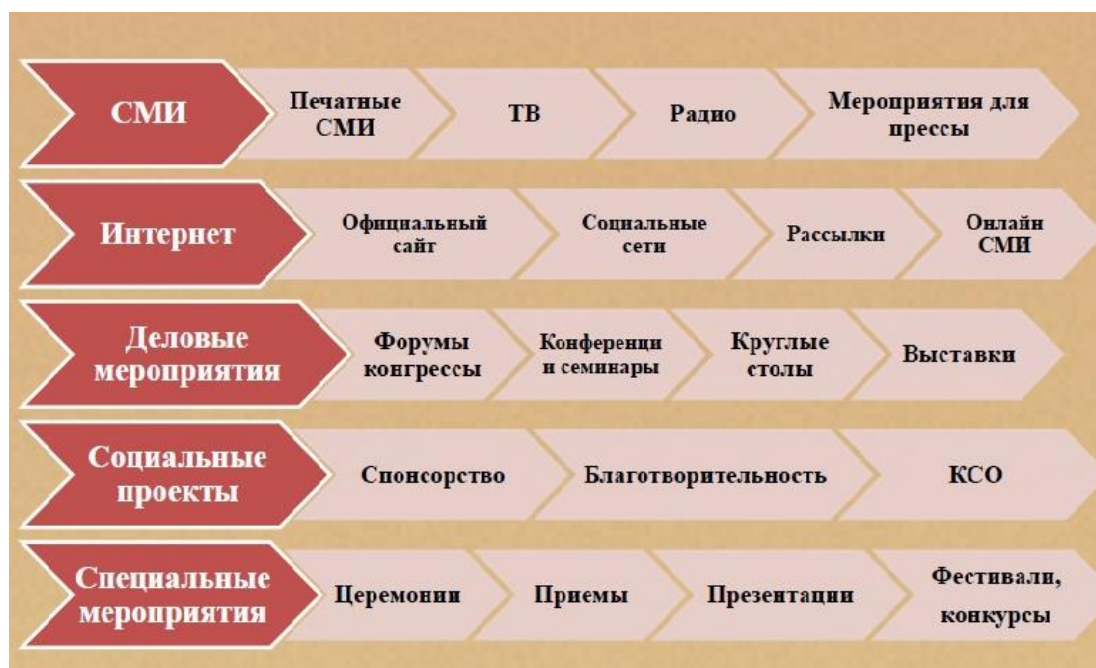 СМИ
Печатные
СМИ
ТВ
Радио
Мероприятия для
прессы
Интернет
Официальный
сайт
Социальные
сети
Рассылки
Онлайн
СМИ
Деловые
мероприятия
Форумы
конгрессы
Конференци
и семинары
Круглые
столы
Выставки
Социальные
проекты
Спонсорство
Благотворительность
КСО
Специальные
мероприятия
Церемонии
Приемы
Презентации
Фестивали,
конкурсы